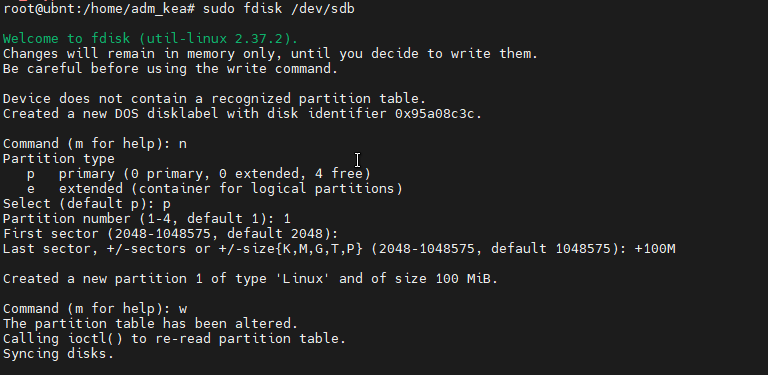 root@ubnt:/home/adm_kea# sudo fdisk /dev/sdb
Welcome to fdisk (util-linux 2.37.2).
Changes will remain in memory only, until you decide to write them.
Be careful before using the write command.
Device does not contain a recognized partition table.
Created a new DOS disklabel with disk identifier 0x95a08c3c.
Command (m for help): n
Partition type
   p   primary (0 primary, 0 extended, 4 free)
   e   extended (container for logical partitions)
Select (default p): p
Partition number (1-4, default 1): 1
First sector (2048-1048575, default 2048):
Last sector, +/-sectors or +/-size{K,M,G,T,P} (2048-1048575, default 1048575): +100M
Created a new partition 1 of type 'Linux' and of size 100 MiB.
Command (m for help): w
The partition table has been altered.
Calling ioctl() to re-read partition table.
Syncing disks.